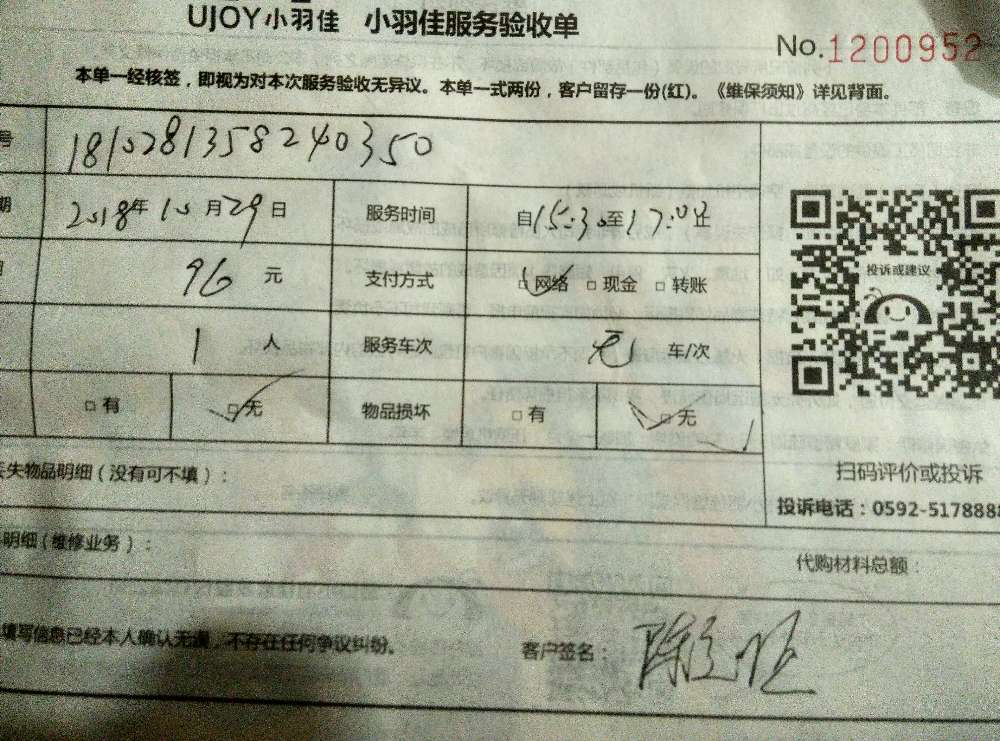 UJOY小羽佳 小羽佳服务验收单
No.1200952
本单一经核签，即视为对本次服务验收无异议。本单一式两份，客户留存一份(红)。《维保须知》详见背面。
号 1810281358240350
期 2018年10月29日 服务时间 自15:30至17:04止
96 元 支付方式 □网络 □现金 □转账
投诉或建议
1 人 服务车次 车/次
□有 □无 物品损坏 □有 □无
丢失物品明细（没有可不填）：
扫码评价或投诉
投诉电话：0592-5178888
明细(维修业务)：
代购材料总额：
填写信息已经本人确认无误，不存在任何争议纠纷。 客户签名：